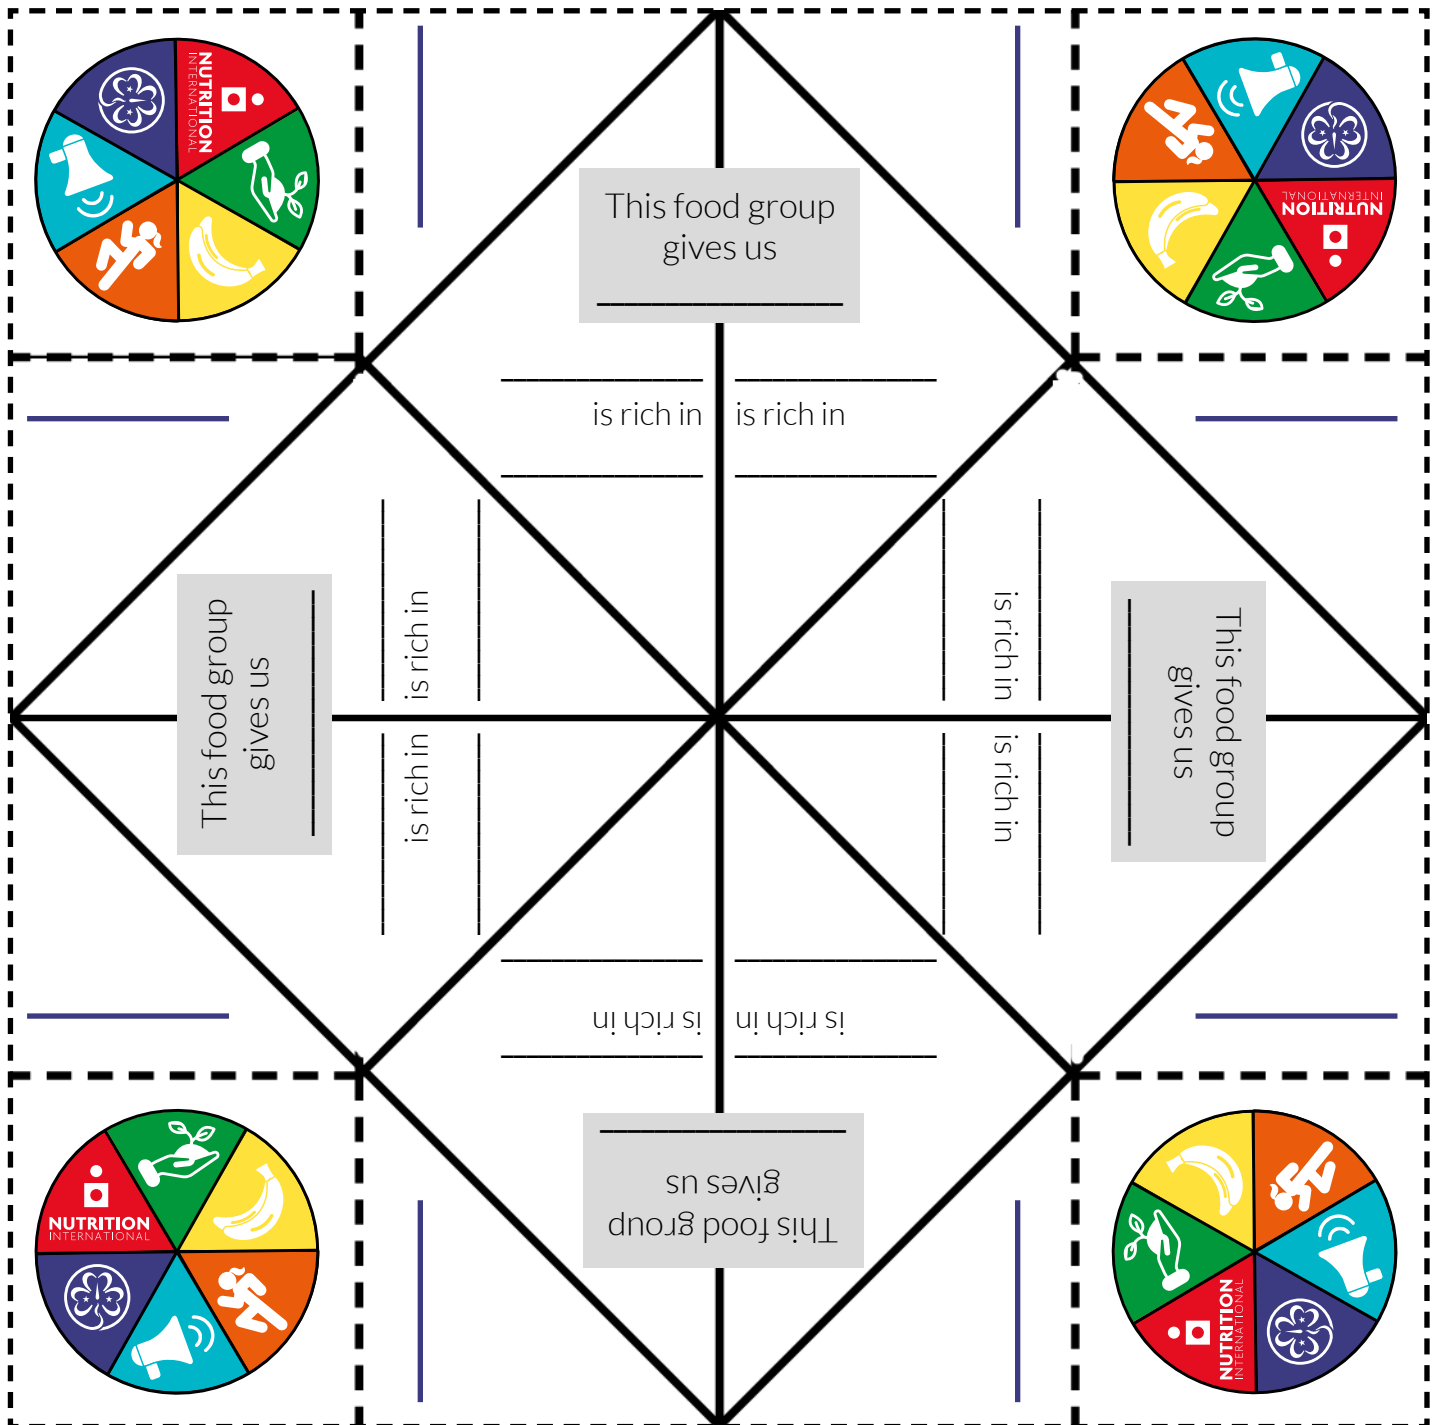 NUTRITION
INTERNATIONAL
NUTRITION
INTERNATIONAL
This food group
gives us
is rich in
is rich in
This food group
gives us
is rich in
is rich in
is rich in
is rich in
This food group
gives us
is rich in
is rich in
This food group
gives us
NUTRITION
INTERNATIONAL
NUTRITION
INTERNATIONAL